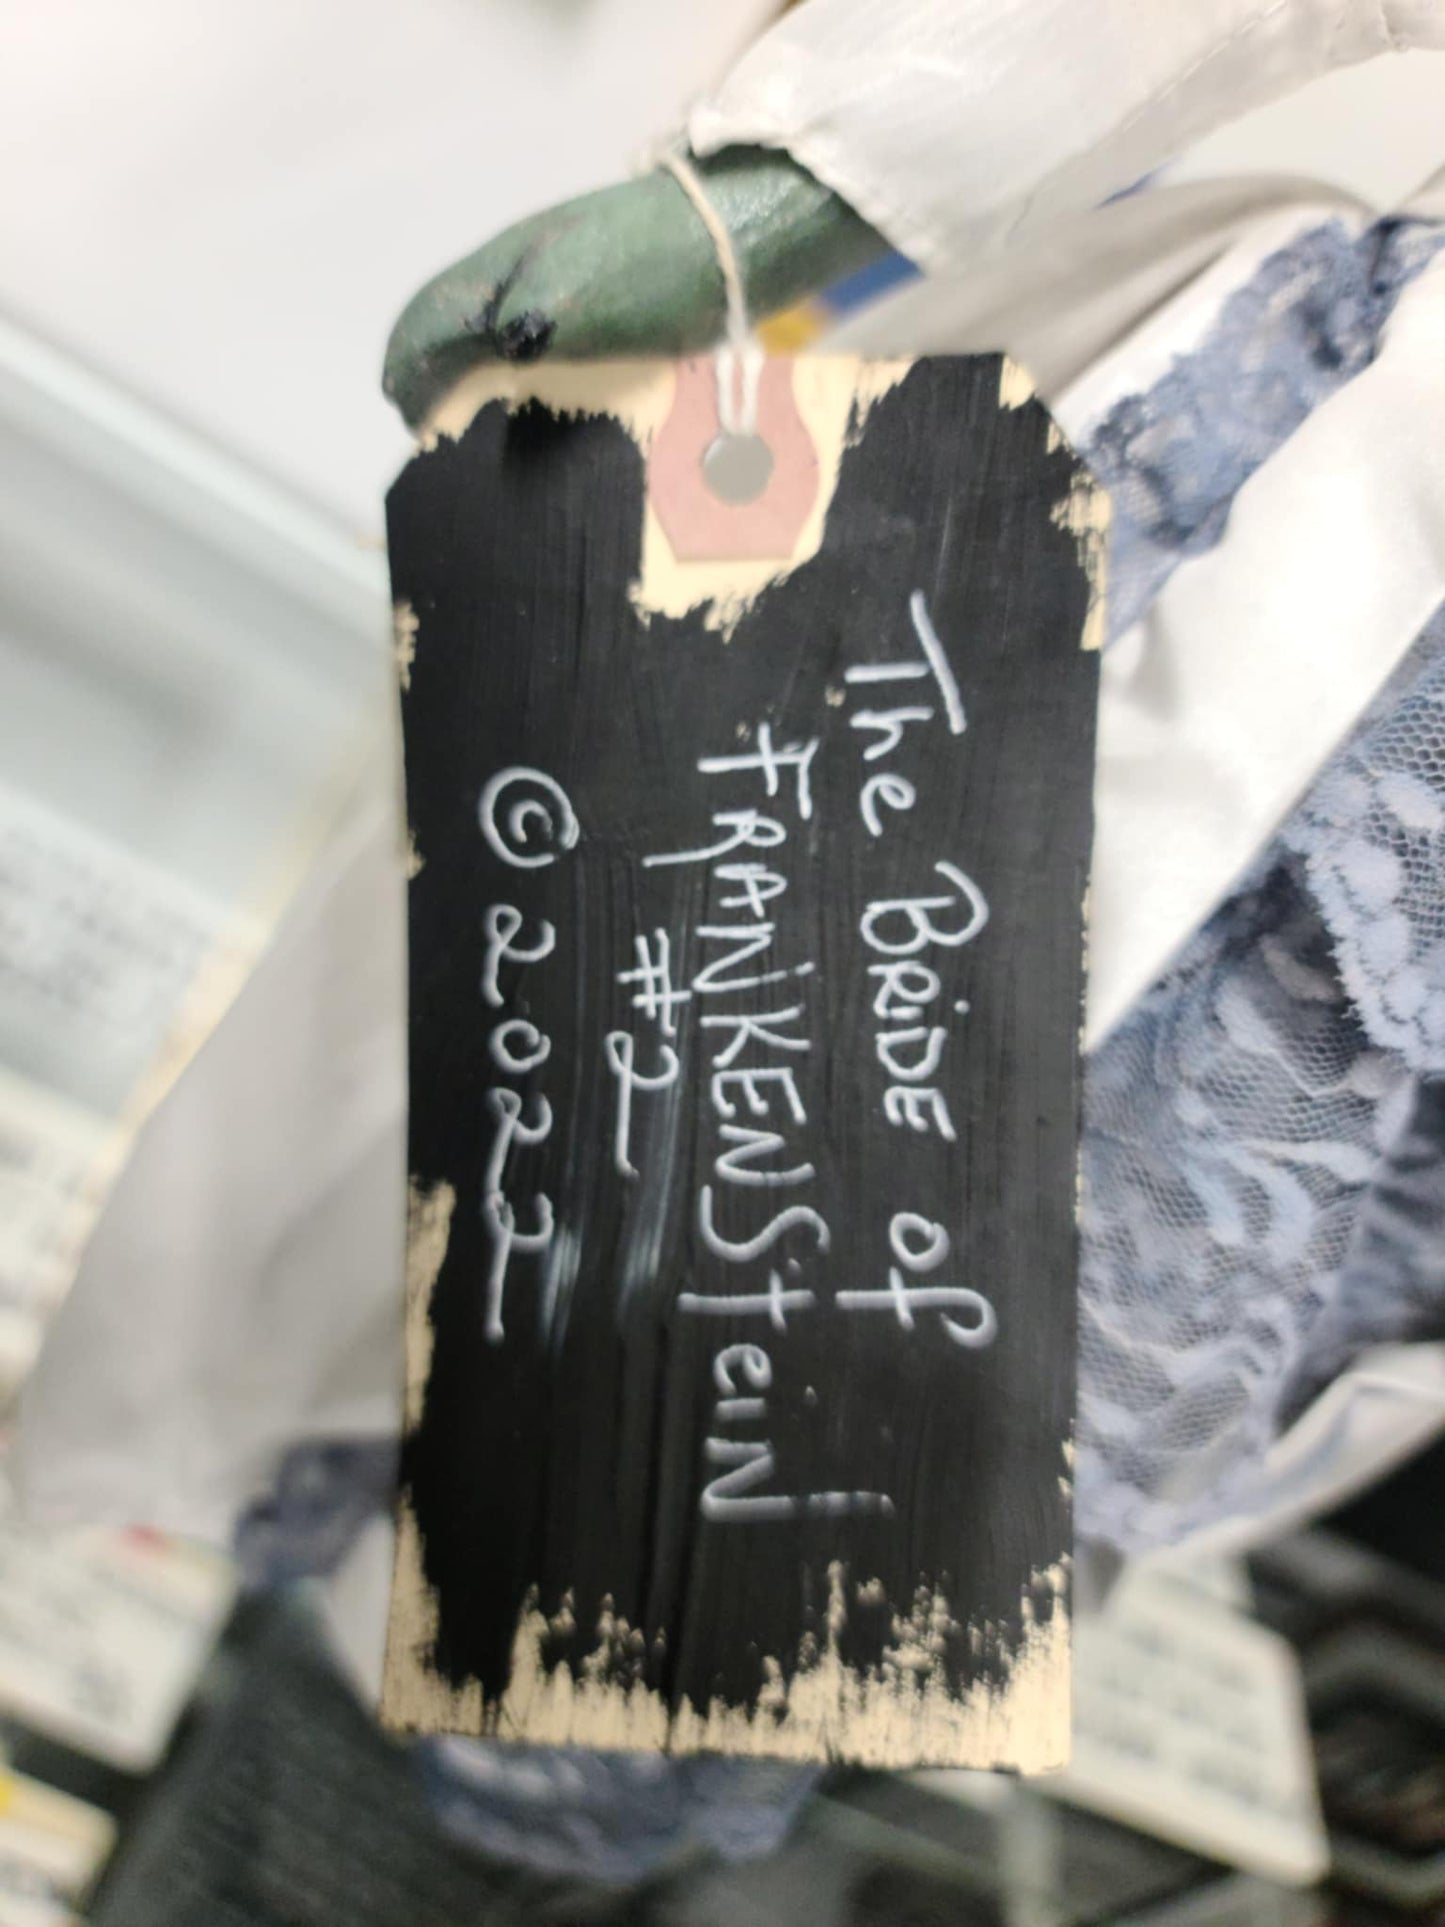 The BRiDE of
FRANKENStEiN
#2
© 2022